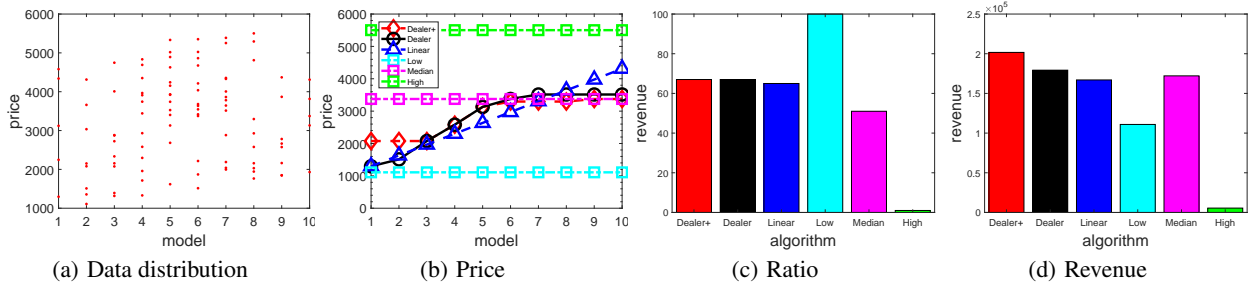 6000
5000
4000
3000
2000
1000
price
1 2 3 4 5 6 7 8 9 10
model
(a) Data distribution
6000
5000
4000
3000
2000
1000
0
price
Dealer+
Dealer
Linear
Low
Median
High
1 2 3 4 5 6 7 8 9 10
model
(b) Price
100
80
60
40
20
0
revenue
Dealer+ Dealer Linear Low Median High
algorithm
(c) Ratio
2.5 ×10⁵
2
1.5
1
0.5
0
revenue
Dealer+ Dealer Linear Low Median High
algorithm
(d) Revenue